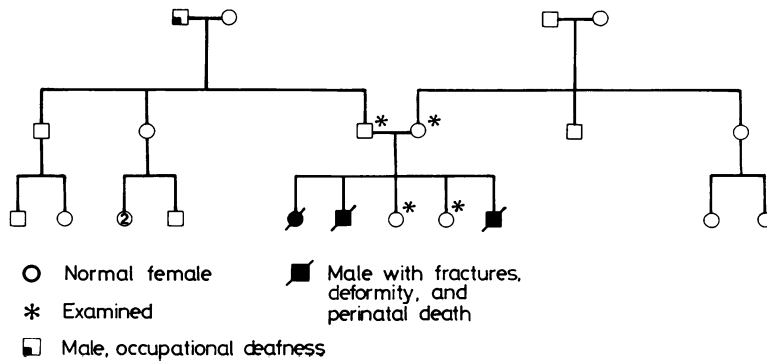 * *
2 * *
Normal female
* Examined
Male, occupational deafness
Male with fractures,
deformity, and
perinatal death